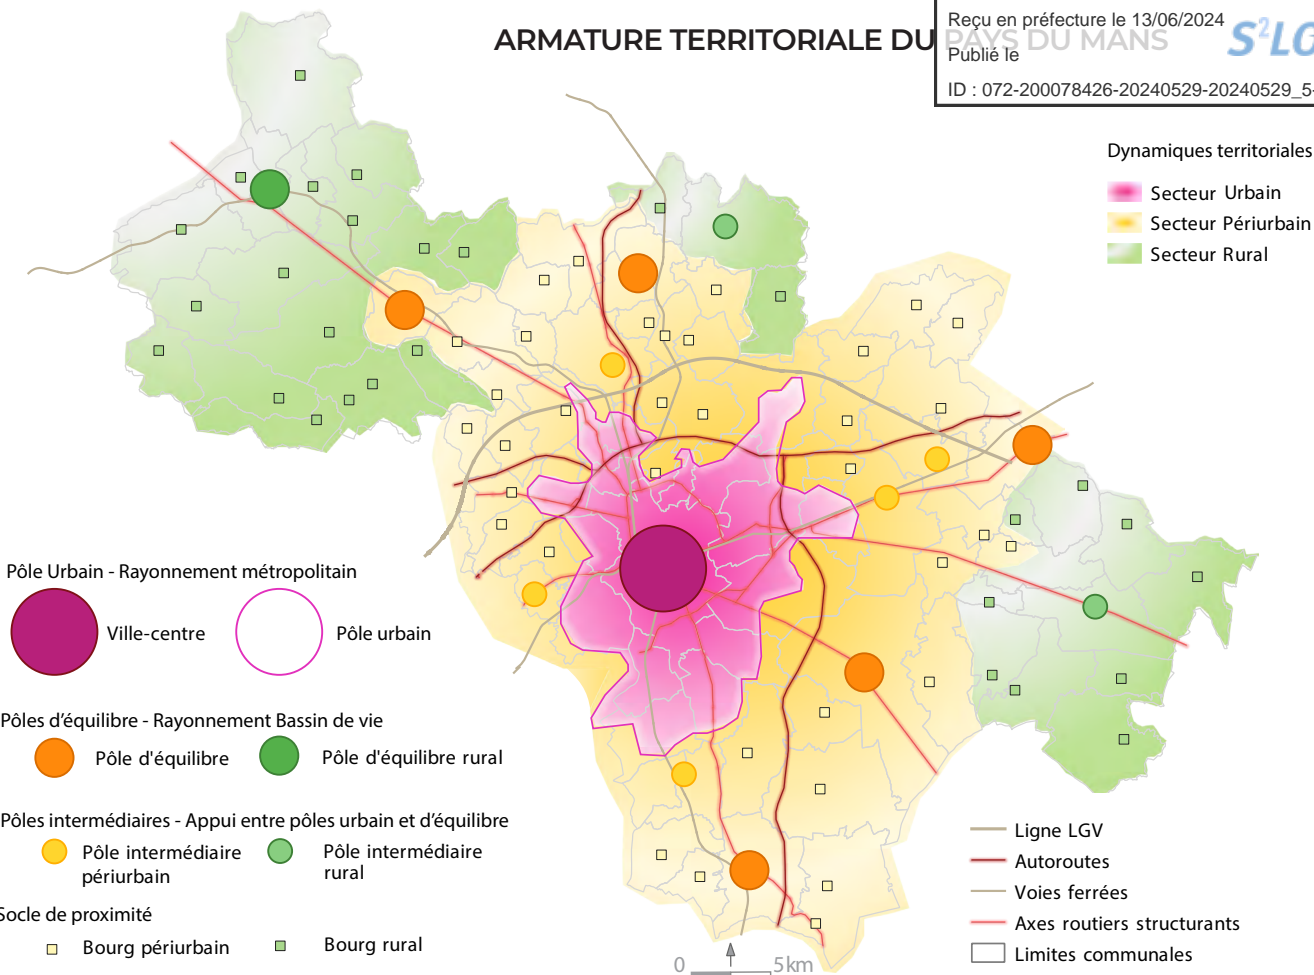 ARMATURE TERRITORIALE DU PAYS DU MANS
Reçu en préfecture le 13/06/2024
Publié le
ID : 072-200078426-20240529-20240529_5-
S²LO
Dynamiques territoriales
Secteur Urbain
Secteur Périurbain
Secteur Rural
Pôle Urbain - Rayonnement métropolitain
Ville-centre
Pôle urbain
Pôles d'équilibre - Rayonnement Bassin de vie
Pôle d'équilibre
Pôle d'équilibre rural
Pôles intermédiaires - Appui entre pôles urbain et d'équilibre
Pôle intermédiaire
périurbain
Pôle intermédiaire
rural
Socle de proximité
Bourg périurbain
Bourg rural
Ligne LGV
Autoroutes
Voies ferrées
Axes routiers structurants
Limites communales
0 5km